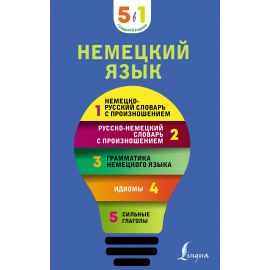 5 в 1
НЕМЕЦКИЙ
ЯЗЫК
1 НЕМЕЦКО-
РУССКИЙ СЛОВАРЬ
С ПРОИЗНОШЕНИЕМ
РУССКО-НЕМЕЦКИЙ
СЛОВАРЬ 2
С ПРОИЗНОШЕНИЕМ
3 ГРАММАТИКА
НЕМЕЦКОГО ЯЗЫКА
ИДИОМЫ 4
5 СИЛЬНЫЕ
ГЛАГОЛЫ
Lingua